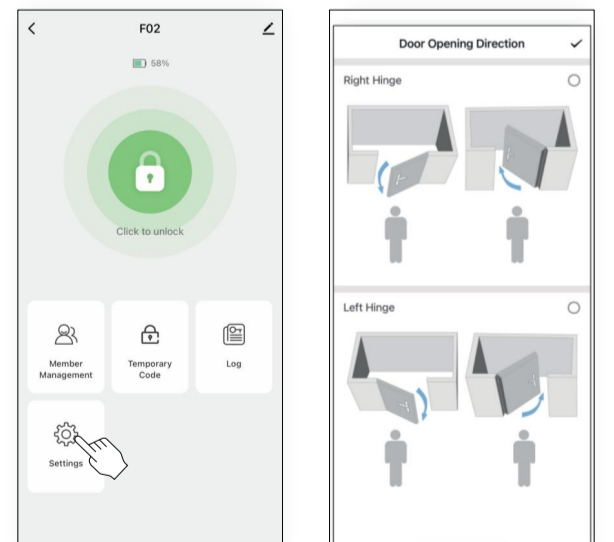 F02
58%
Click to unlock
Member
Management
Temporary
Code
Log
Settings
Door Opening Direction
Right Hinge
Left Hinge